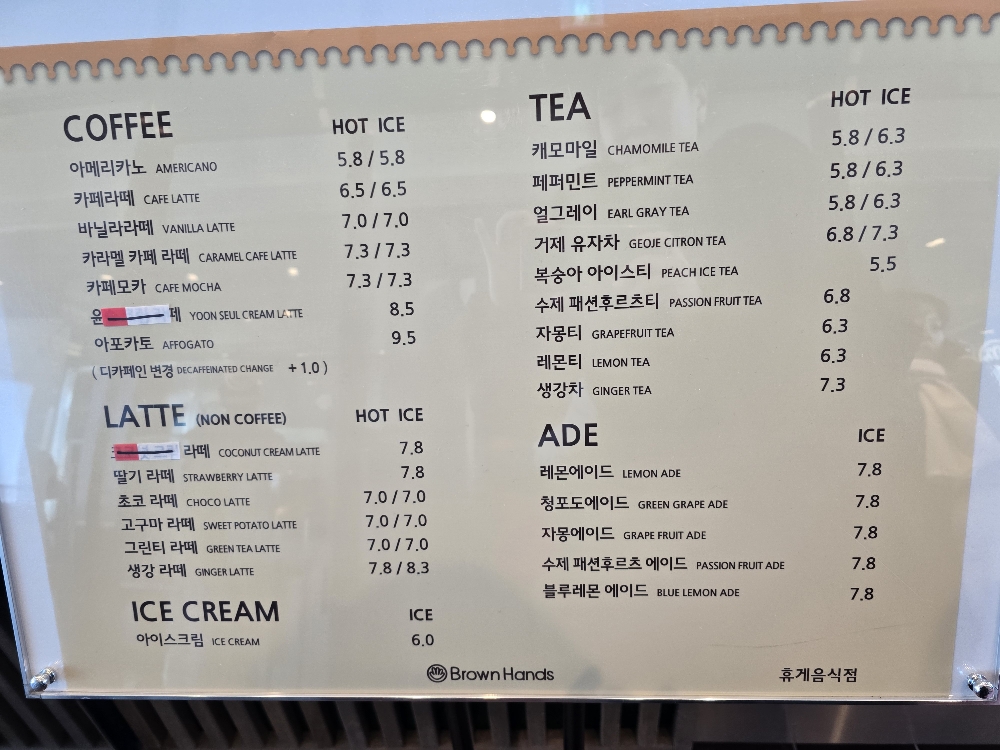 COFFEE HOT ICE
아메리카노 AMERICANO 5.8 / 5.8
카페라떼 CAFE LATTE 6.5 / 6.5
바닐라라떼 VANILLA LATTE 7.0 / 7.0
카라멜 카페 라떼 CARAMEL CAFE LATTE 7.3 / 7.3
카페모카 CAFE MOCHA 7.3 / 7.3
윤 떼 YOON SEUL CREAM LATTE 8.5
아포카토 AFFOGATO 9.5
( 디카페인 변경 DECAFFEINATED CHANGE + 1.0 )
LATTE (NON COFFEE) HOT ICE
라떼 COCONUT CREAM LATTE 7.8
딸기 라떼 STRAWBERRY LATTE 7.8
초코 라떼 CHOCO LATTE 7.0 / 7.0
고구마 라떼 SWEET POTATO LATTE 7.0 / 7.0
그린티 라떼 GREEN TEA LATTE 7.0 / 7.0
생강 라떼 GINGER LATTE 7.8 / 8.3
ICE CREAM ICE
아이스크림 ICE CREAM 6.0
TEA HOT ICE
캐모마일 CHAMOMILE TEA 5.8 / 6.3
페퍼민트 PEPPERMINT TEA 5.8 / 6.3
얼그레이 EARL GRAY TEA 5.8 / 6.3
거제 유자차 GEOJE CITRON TEA 6.8 / 7.3
복숭아 아이스티 PEACH ICE TEA 5.5
수제 패션후르츠티 PASSION FRUIT TEA 6.8
자몽티 GRAPEFRUIT TEA 6.3
레몬티 LEMON TEA 6.3
생강차 GINGER TEA 7.3
ADE ICE
레몬에이드 LEMON ADE 7.8
청포도에이드 GREEN GRAPE ADE 7.8
자몽에이드 GRAPE FRUIT ADE 7.8
수제 패션후르츠 에이드 PASSION FRUIT ADE 7.8
블루레몬 에이드 BLUE LEMON ADE 7.8
Brown Hands
휴게음식점